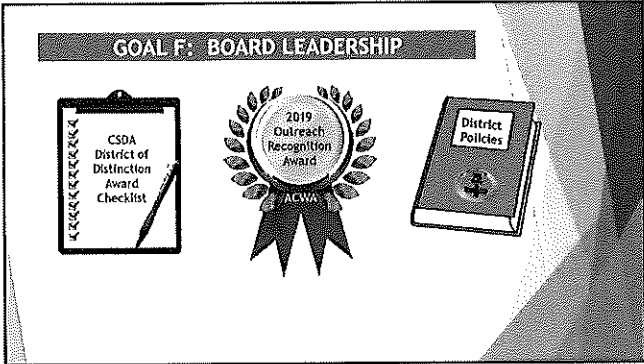 GOAL F: BOARD LEADERSHIP
CSDA
District of
Distinction
Award
Checklist
2019
Outreach
Recognition
Award
ACWA
District
Policies